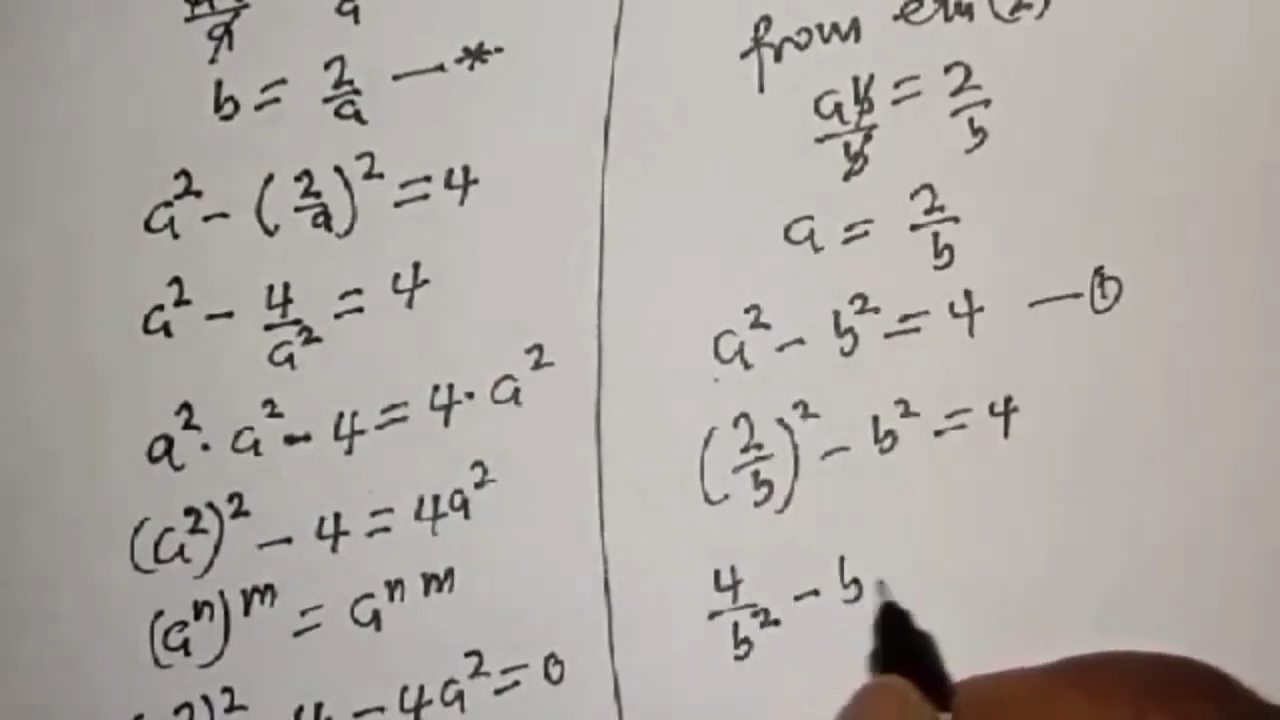 b = 2/a — *
a² - (2/a)² = 4
a² - 4/a² = 4
a² · a² - 4 = 4 · a²
(a²)² - 4 = 4a²
(aⁿ)ᵐ = aⁿᵐ
4 - 4a² = 0
from
ab/b = 2/b
a = 2/b
a² - b² = 4 — ①
(2/b)² - b² = 4
4/b² - b